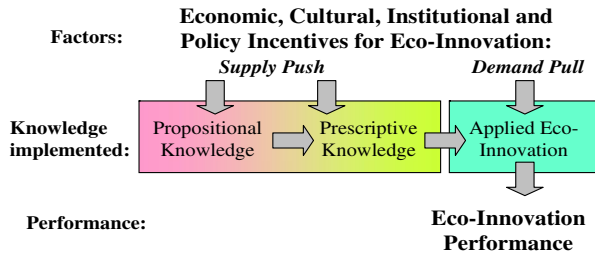 Factors:
Economic, Cultural, Institutional and
Policy Incentives for Eco-Innovation:
Supply Push
Demand Pull
Knowledge
implemented:
Propositional
Knowledge
Prescriptive
Knowledge
Applied Eco-
Innovation
Performance:
Eco-Innovation
Performance